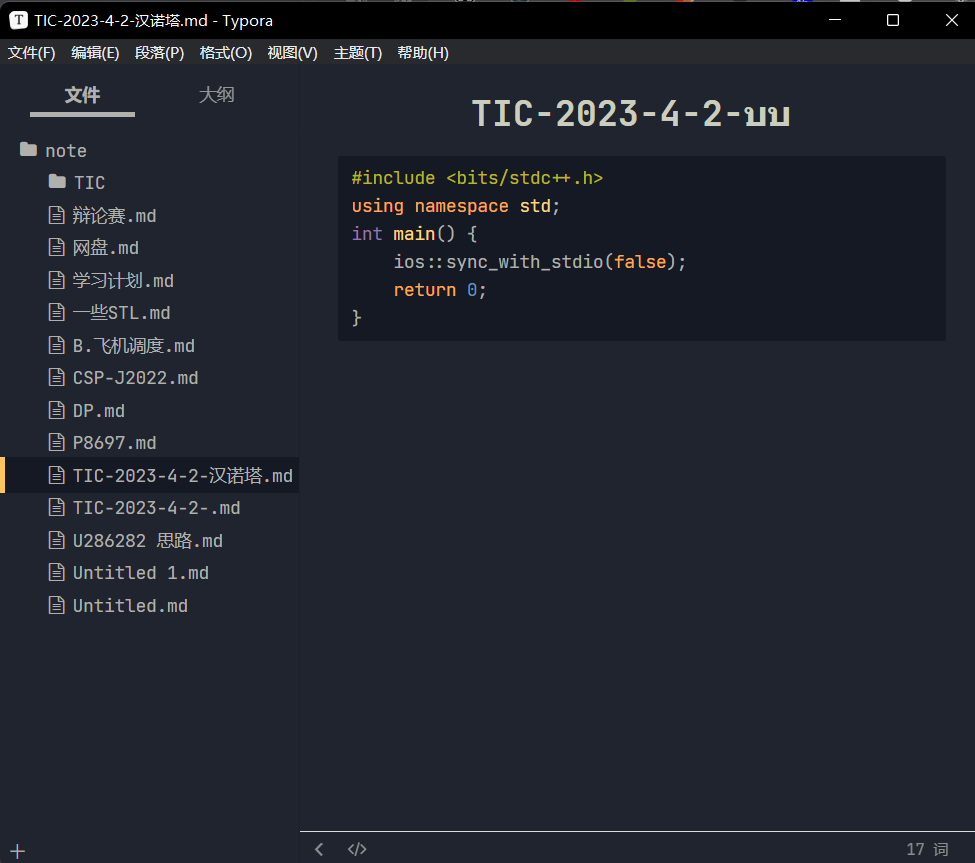 TIC-2023-4-2-汉诺塔.md - Typora
文件(F) 编辑(E) 段落(P) 格式(O) 视图(V) 主题(T) 帮助(H)
文件 大纲
note
TIC
辩论赛.md
网盘.md
学习计划.md
一些STL.md
B.飞机调度.md
CSP-J2022.md
DP.md
P8697.md
TIC-2023-4-2-汉诺塔.md
TIC-2023-4-2-.md
U286282 思路.md
Untitled 1.md
Untitled.md
TIC-2023-4-2-บบ
#include <bits/stdc++.h>
using namespace std;
int main() {
    ios::sync_with_stdio(false);
    return 0;
}
17 词